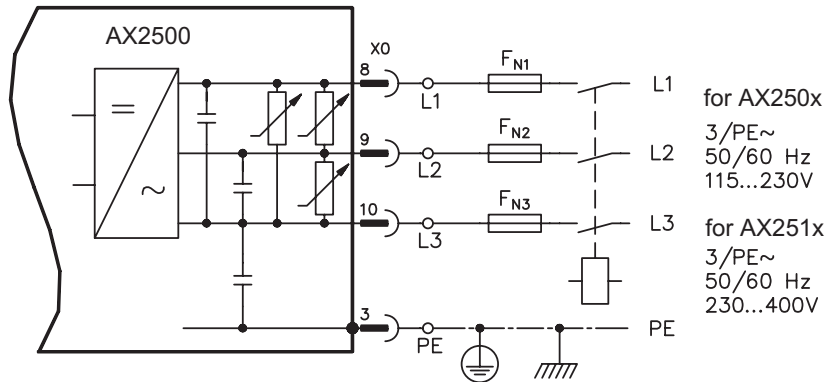 AX2500
X0
8
L1
F_N1
L1
9
L2
F_N2
L2
10
L3
F_N3
L3
3
PE
PE
for AX250x
3/PE~
50/60 Hz
115...230V
for AX251x
3/PE~
50/60 Hz
230...400V